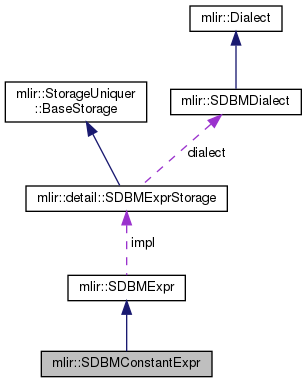 mlir::Dialect
mlir::StorageUniquer
::BaseStorage
mlir::SDBMDialect
dialect
mlir::detail::SDBMExprStorage
impl
mlir::SDBMExpr
mlir::SDBMConstantExpr